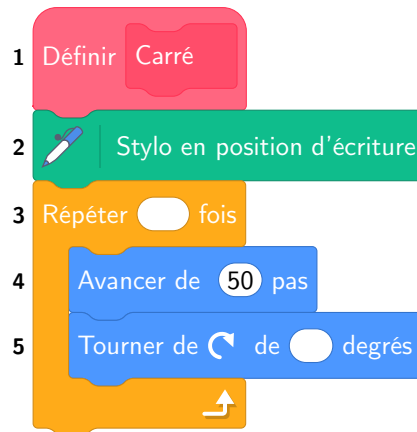 1 Définir Carré
2 Stylo en position d'écriture
3 Répéter fois
4 Avancer de 50 pas
5 Tourner de de degrés